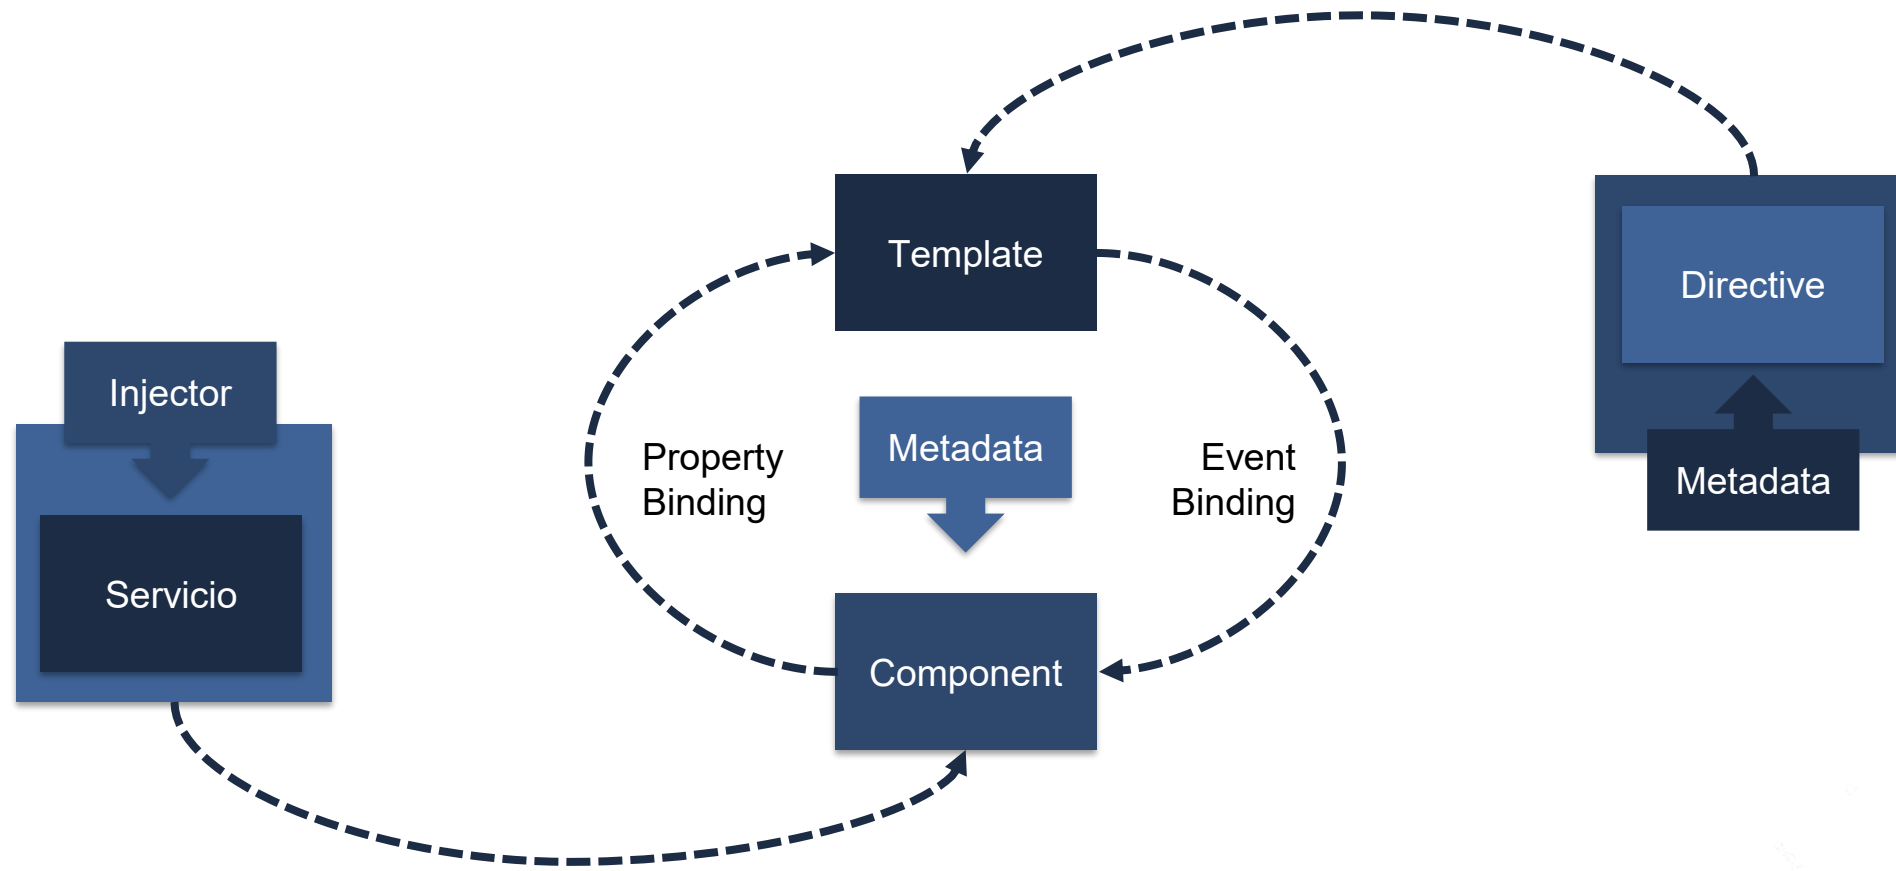 Template
Directive
Injector
Property
Binding
Metadata
Event
Binding
Metadata
Servicio
Component